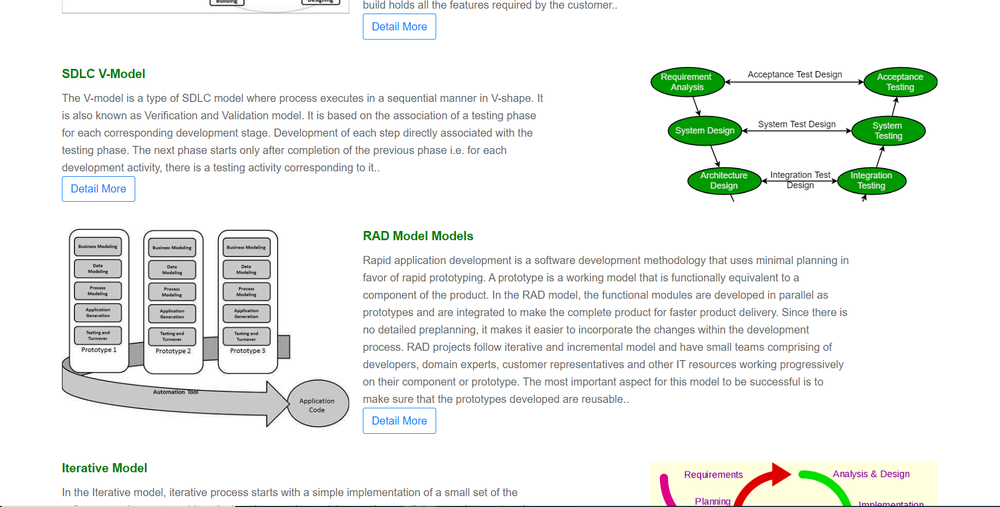 Building
Designing
build holds all the features required by the customer..
Detail More
SDLC V-Model
The V-model is a type of SDLC model where process executes in a sequential manner in V-shape. It
is also known as Verification and Validation model. It is based on the association of a testing phase
for each corresponding development stage. Development of each step directly associated with the
testing phase. The next phase starts only after completion of the previous phase i.e. for each
development activity, there is a testing activity corresponding to it..
Detail More
Requirement
Analysis
Acceptance Test Design
Acceptance
Testing
System Design
System Test Design
System
Testing
Architecture
Design
Integration Test
Design
Integration
Testing
Business Modeling
Data
Modeling
Process
Modeling
Application
Generation
Testing and
Turnover
Prototype 1
Business Modeling
Data
Modeling
Process
Modeling
Application
Generation
Testing and
Turnover
Prototype 2
Business Modeling
Data
Modeling
Process
Modeling
Application
Generation
Testing and
Turnover
Prototype 3
Automation Tool
Application
Code
RAD Model Models
Rapid application development is a software development methodology that uses minimal planning in
favor of rapid prototyping. A prototype is a working model that is functionally equivalent to a
component of the product. In the RAD model, the functional modules are developed in parallel as
prototypes and are integrated to make the complete product for faster product delivery. Since there is
no detailed preplanning, it makes it easier to incorporate the changes within the development
process. RAD projects follow iterative and incremental model and have small teams comprising of
developers, domain experts, customer representatives and other IT resources working progressively
on their component or prototype. The most important aspect for this model to be successful is to
make sure that the prototypes developed are reusable..
Detail More
Iterative Model
In the Iterative model, iterative process starts with a simple implementation of a small set of the
Requirements
Analysis & Design
Planning
Implementation